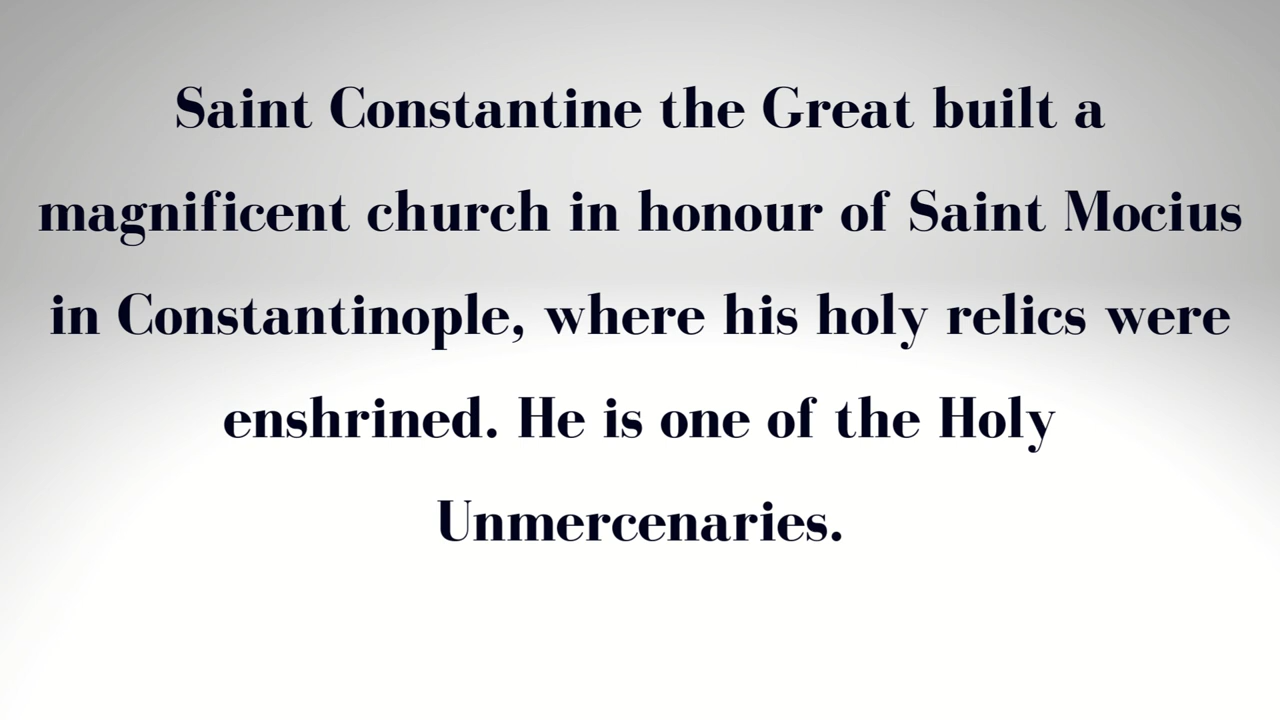 Saint Constantine the Great built a
magnificent church in honour of Saint Mocius
in Constantinople, where his holy relics were
enshrined. He is one of the Holy
Unmercenaries.